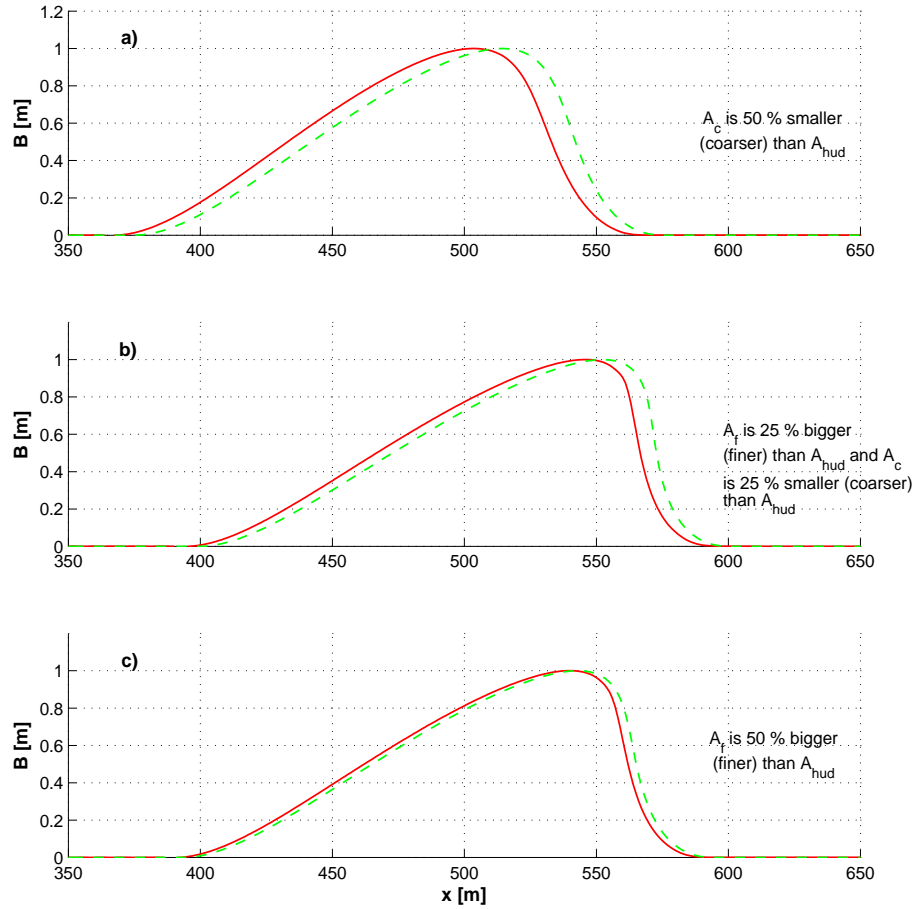 1.2
a)
1
0.8
0.6
0.4
0.2
0
B [m]
A_c is 50 % smaller
(coarser) than A_hud
350 400 450 500 550 600 650
b)
1
0.8
0.6
0.4
0.2
0
B [m]
A_f is 25 % bigger
(finer) than A_hud and A_c
is 25 % smaller (coarser)
than A_hud
350 400 450 500 550 600 650
c)
1
0.8
0.6
0.4
0.2
0
B [m]
A_f is 50 % bigger
(finer) than A_hud
350 400 450 500 550 600 650
x [m]